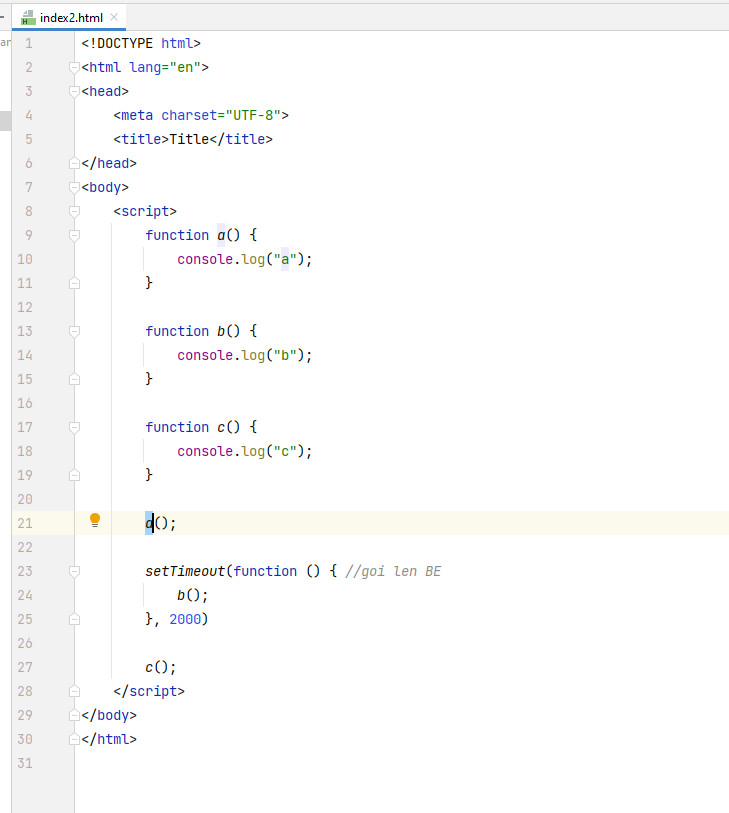 index2.html
1 <!DOCTYPE html>
2 <html lang="en">
3 <head>
4     <meta charset="UTF-8">
5     <title>Title</title>
6 </head>
7 <body>
8     <script>
9         function a() {
10             console.log("a");
11         }
12
13         function b() {
14             console.log("b");
15         }
16
17         function c() {
18             console.log("c");
19         }
20
21         a();
22
23         setTimeout(function () { //goi len BE
24             b();
25         }, 2000)
26
27         c();
28     </script>
29 </body>
30 </html>
31